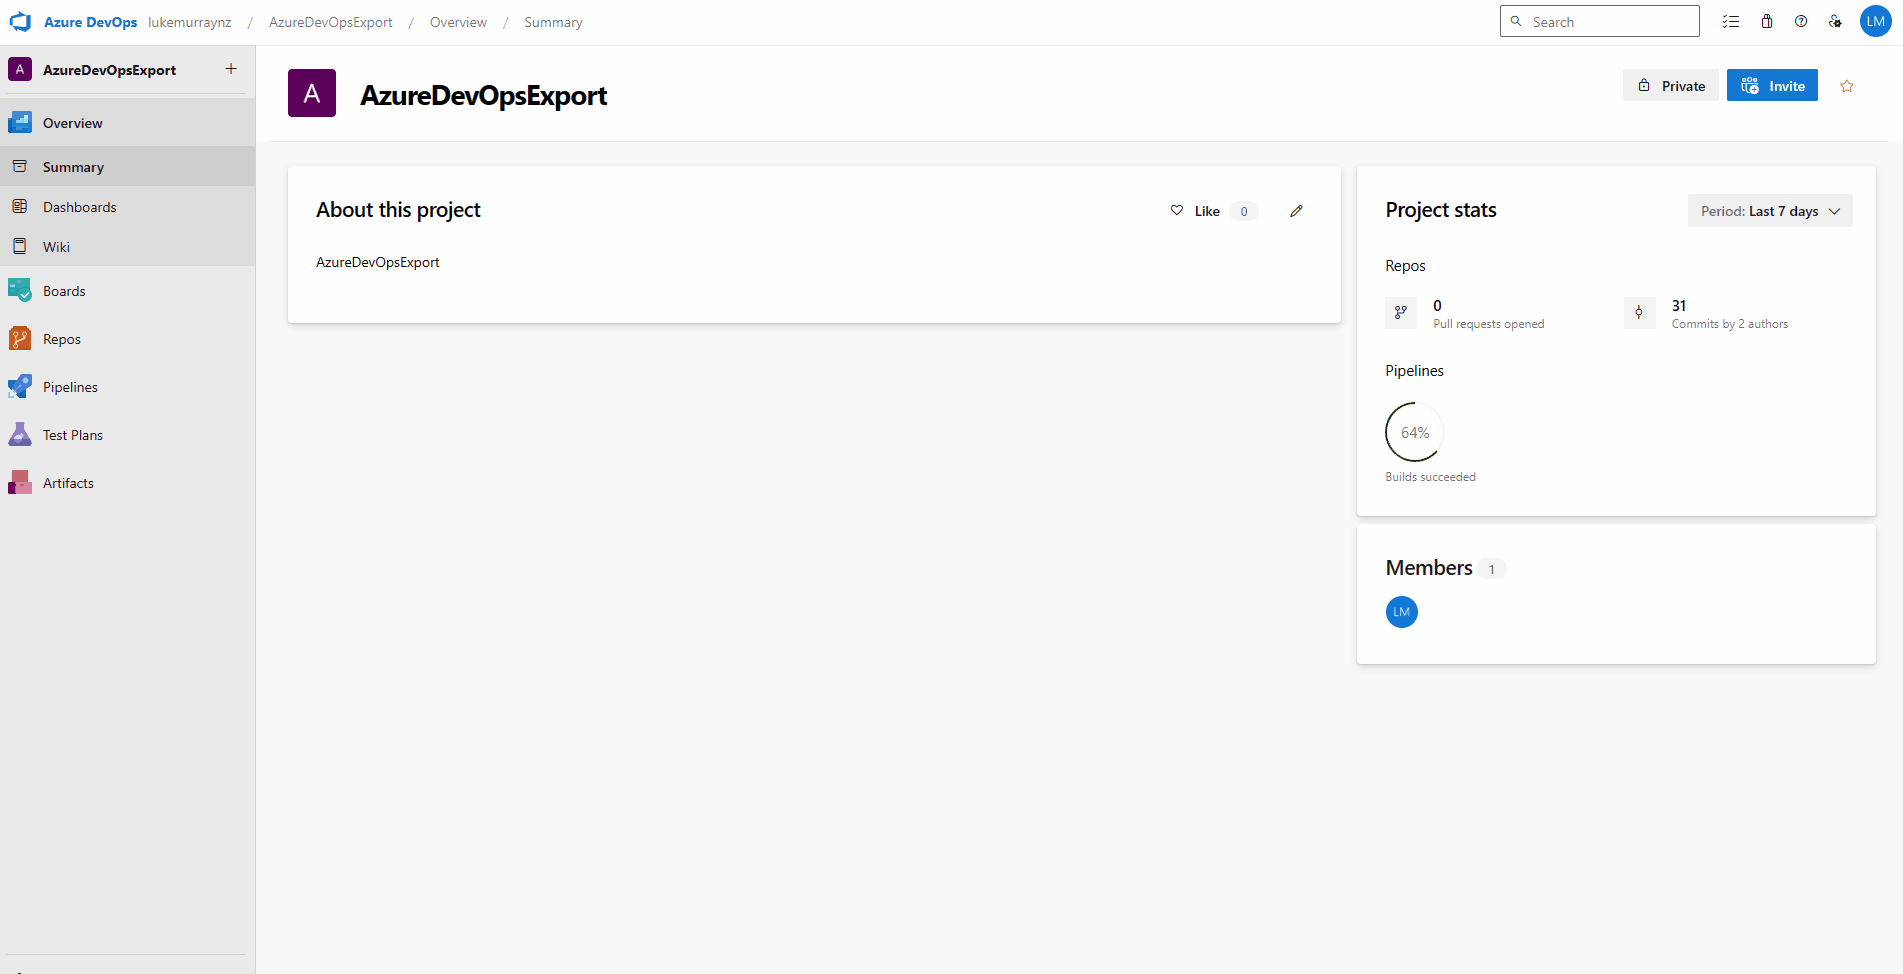 Azure DevOps lukemurraynz / AzureDevOpsExport / Overview / Summary
Search
LM
A AzureDevOpsExport +
Overview
Summary
Dashboards
Wiki
Boards
Repos
Pipelines
Test Plans
Artifacts
A AzureDevOpsExport
Private
Invite
About this project
Like 0
AzureDevOpsExport
Project stats
Period: Last 7 days
Repos
0
Pull requests opened
31
Commits by 2 authors
Pipelines
64%
Builds succeeded
Members 1
LM